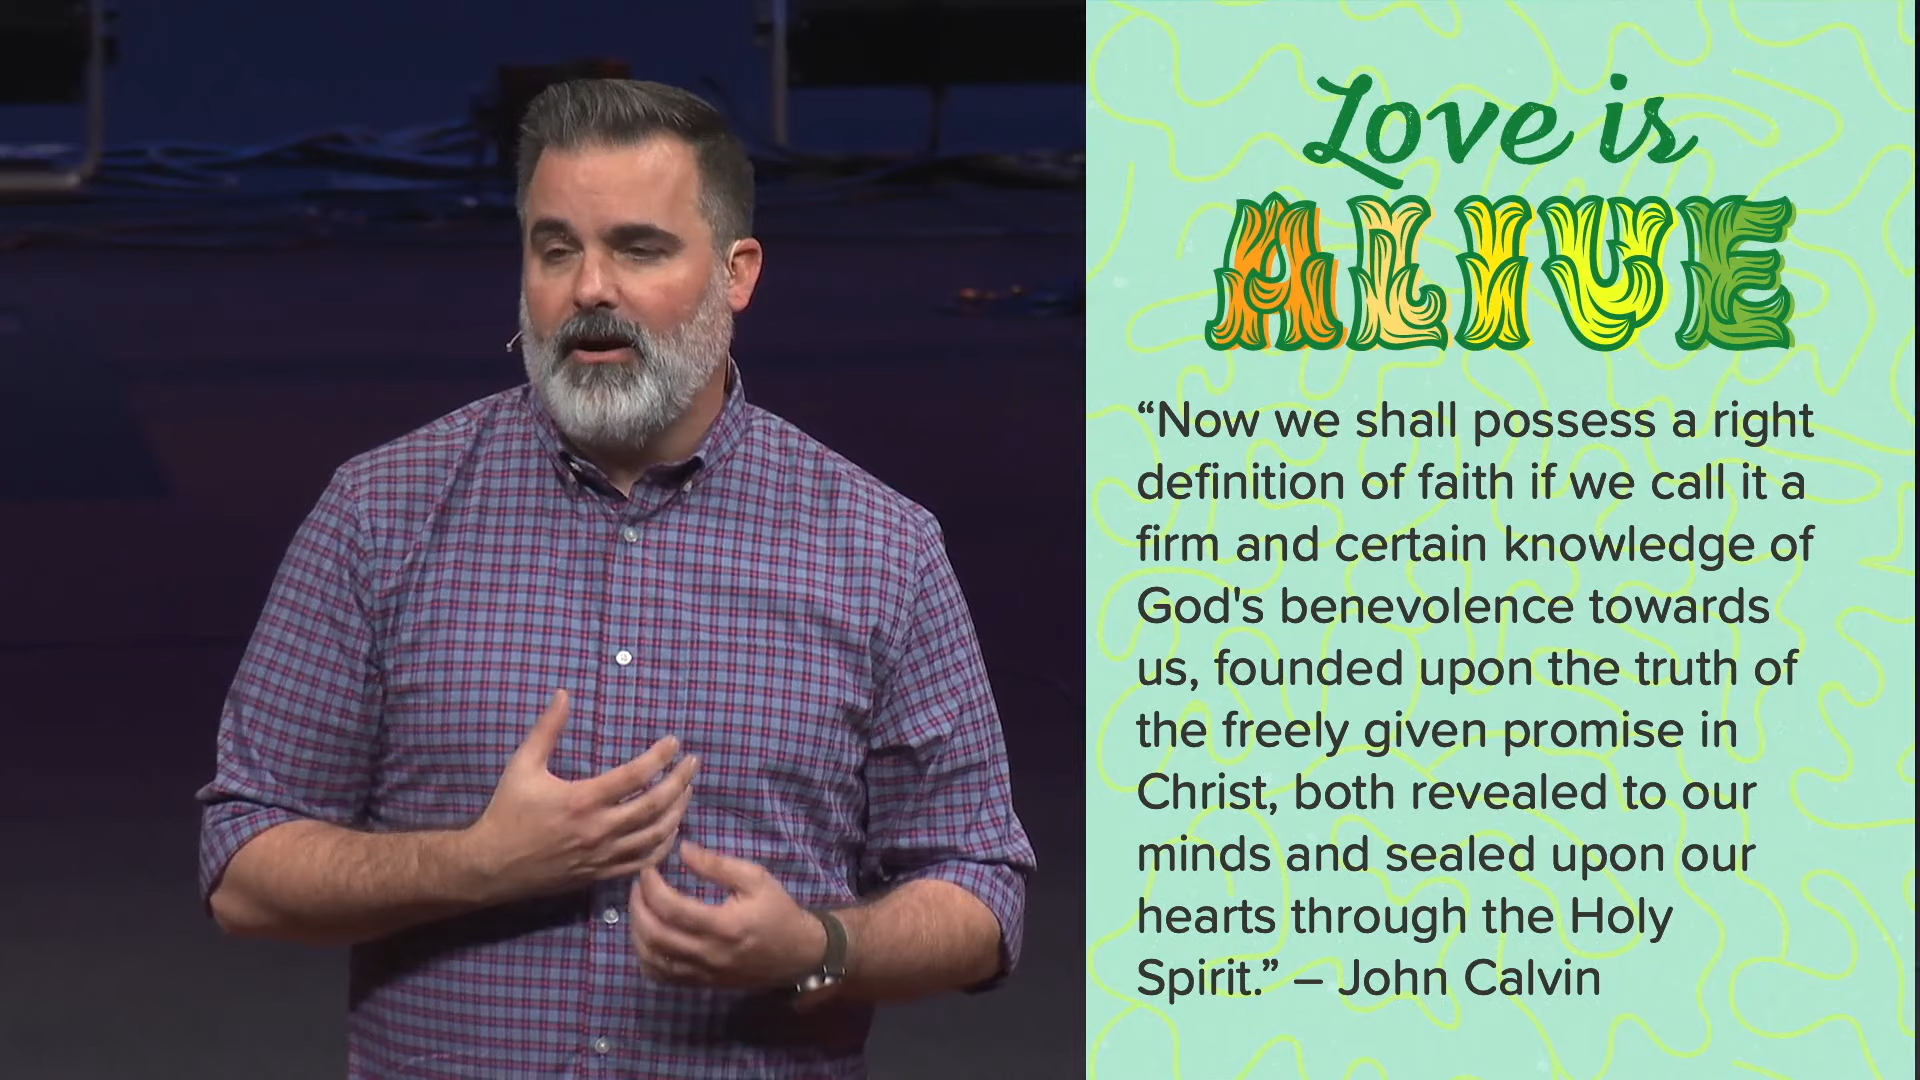 Love is
ALIVE
“Now we shall possess a right
definition of faith if we call it a
firm and certain knowledge of
God's benevolence towards
us, founded upon the truth of
the freely given promise in
Christ, both revealed to our
minds and sealed upon our
hearts through the Holy
Spirit.” – John Calvin